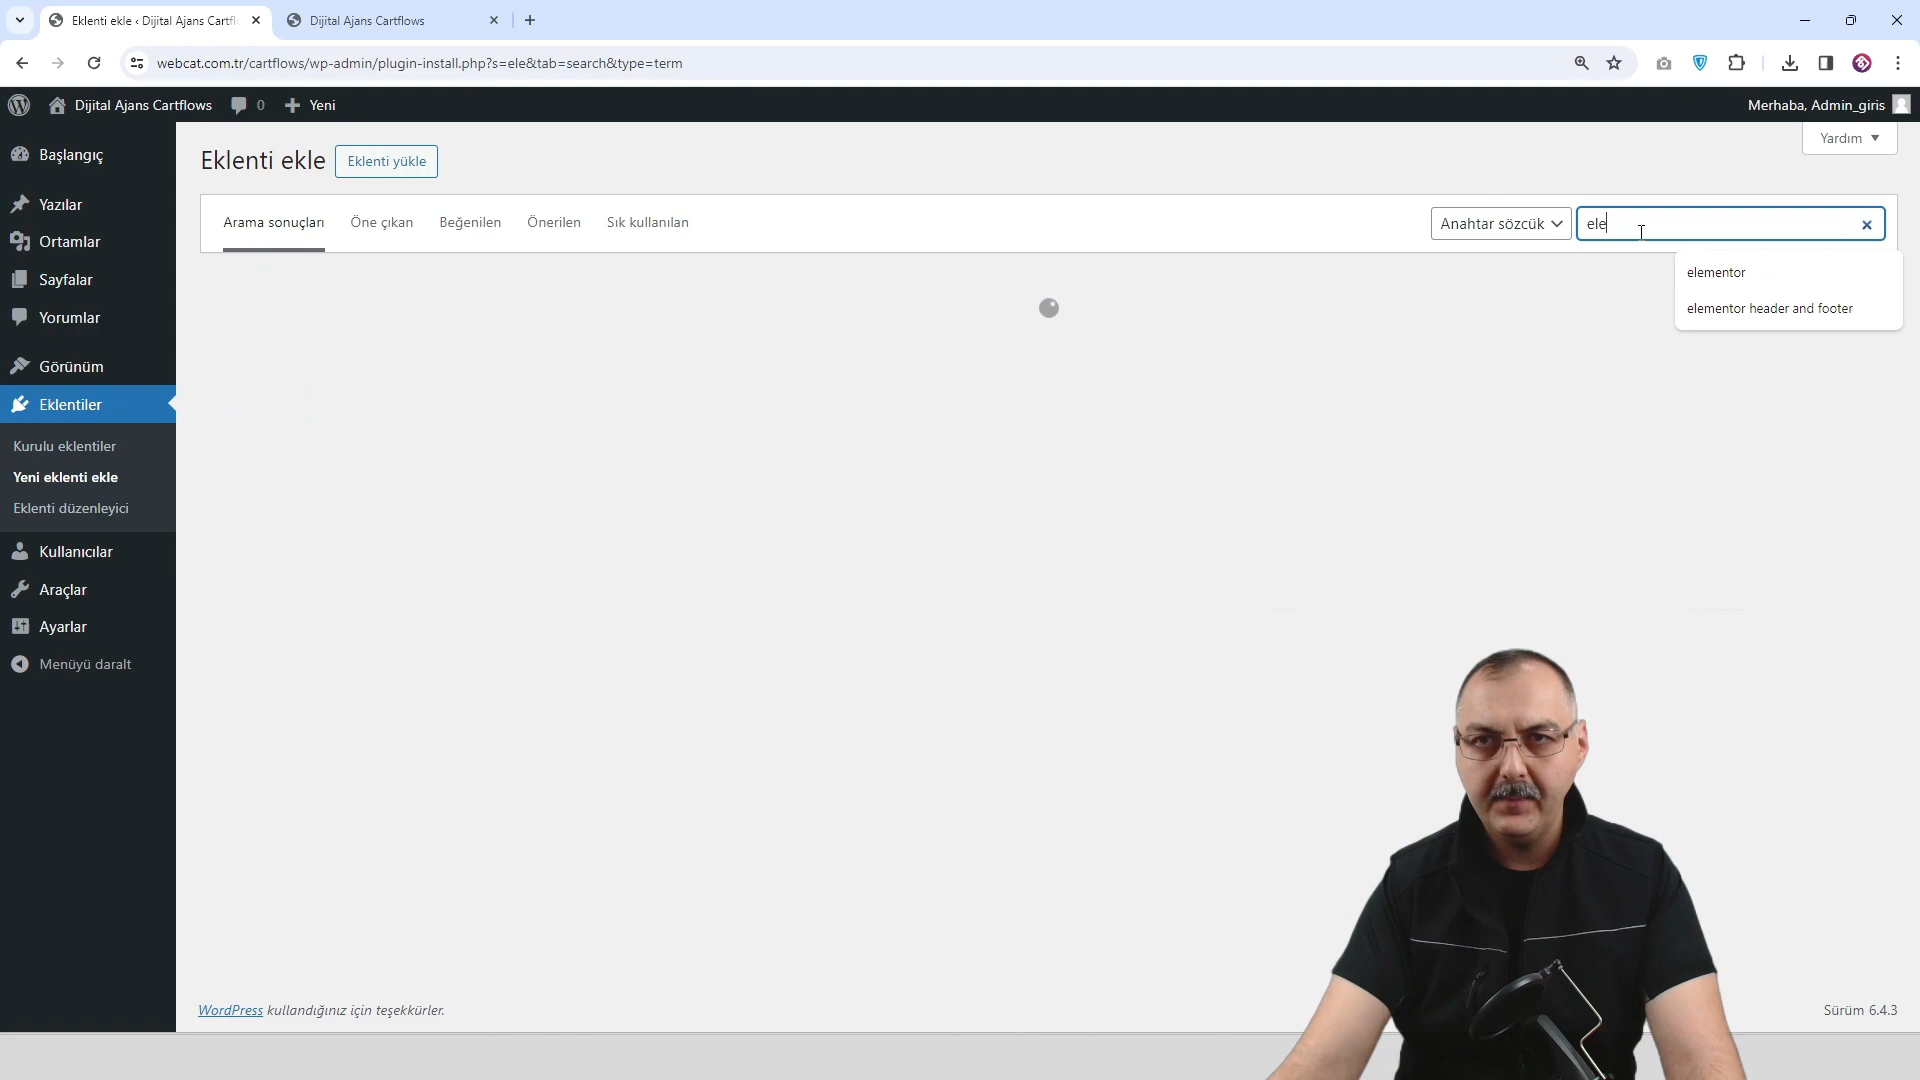 Eklenti ekle ‹ Dijital Ajans Cartfl
Dijital Ajans Cartflows
webcat.com.tr/cartflows/wp-admin/plugin-install.php?s=ele&tab=search&type=term
Dijital Ajans Cartflows
0
Yeni
Merhaba, Admin_giris
Yardım
Başlangıç
Yazılar
Ortamlar
Sayfalar
Yorumlar
Görünüm
Eklentiler
Kurulu eklentiler
Yeni eklenti ekle
Eklenti düzenleyici
Kullanıcılar
Araçlar
Ayarlar
Menüyü daralt
Eklenti ekle
Eklenti yükle
Arama sonuçları
Öne çıkan
Beğenilen
Önerilen
Sık kullanılan
Anahtar sözcük
ele
elementor
elementor header and footer
WordPress kullandığınız için teşekkürler.
Sürüm 6.4.3